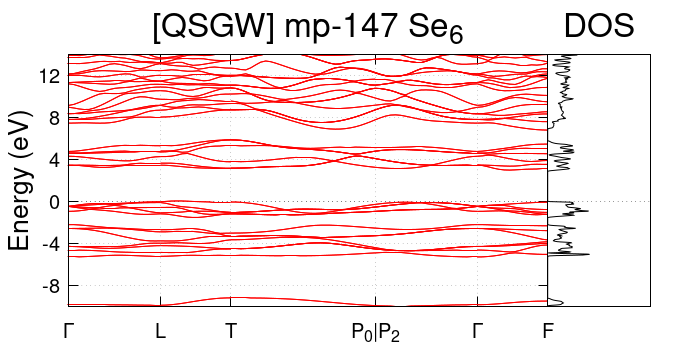 [QSGW] mp-147 Se₆
DOS
Energy (eV)
12
8
4
0
-4
-8
Γ L T P₀|P₂ Γ F